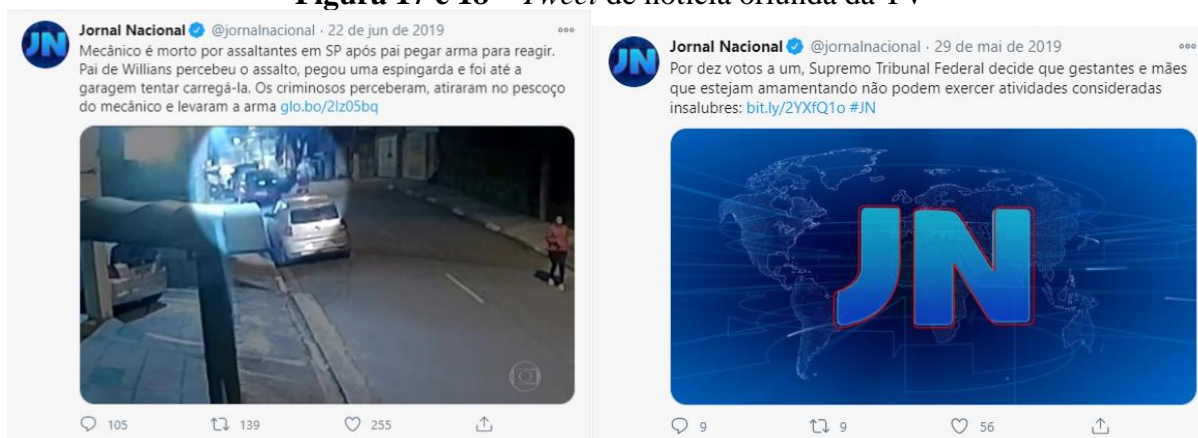 Figura 17 e 18 – Tweet de notícia oriunda da TV
JN
Jornal Nacional @jornalnacional · 22 de jun de 2019
Mecânico é morto por assaltantes em SP após pai pegar arma para reagir.
Pai de Willians percebeu o assalto, pegou uma espingarda e foi até a
garagem tentar carregá-la. Os criminosos perceberam, atiraram no pescoço
do mecânico e levaram a arma glo.bo/2Iz05bq
105 139 255
JN
Jornal Nacional @jornalnacional · 29 de mai de 2019
Por dez votos a um, Supremo Tribunal Federal decide que gestantes e mães
que estejam amamentando não podem exercer atividades consideradas
insalubres: bit.ly/2YXfQ1o #JN
JN
9 9 56